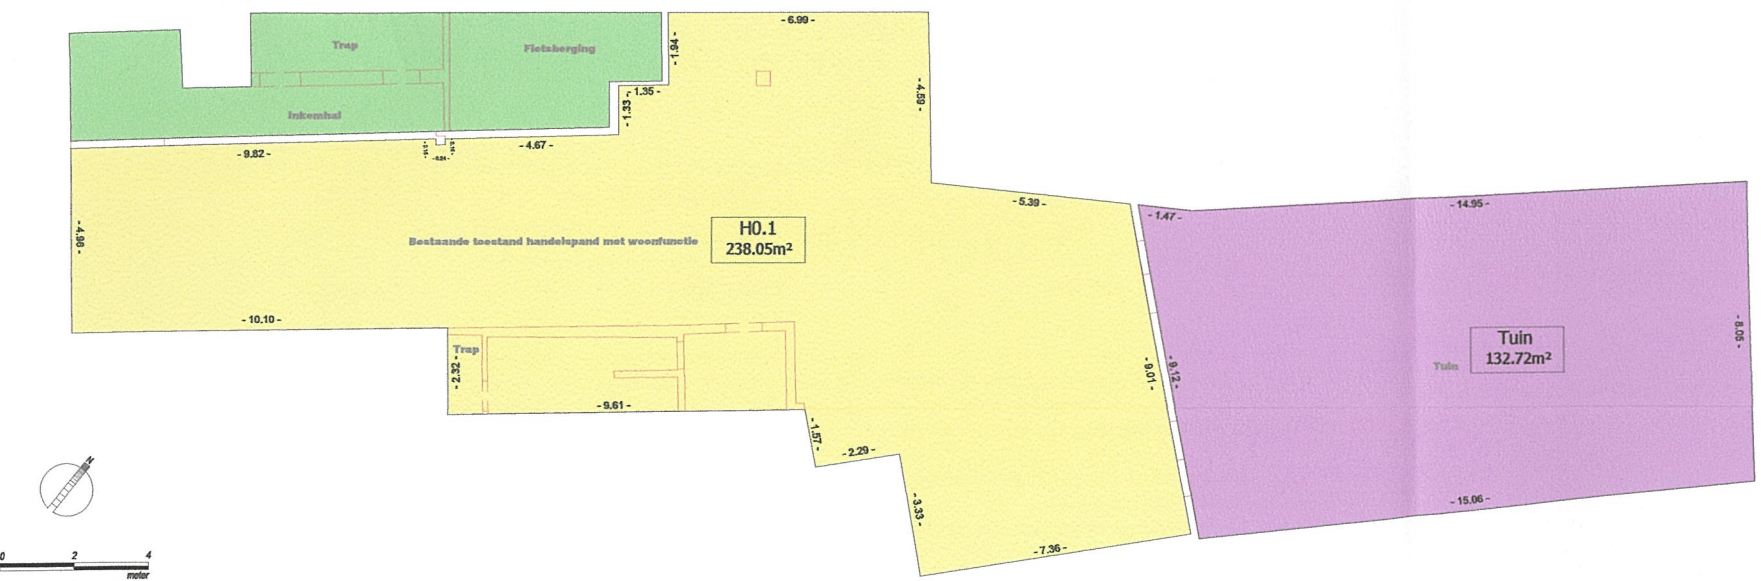 - 6.99 -
Trap
Fietsberging
- 1.94 -
- 1.35 -
- 1.33 -
- 4.59 -
Inkomhal
- 9.82 -
- 0.24 -
- 4.67 -
- 4.96 -
- 5.39 -
- 1.47 -
- 14.95 -
Bestaande toestand handelspand met woonfunctie
H0.1
238.05m²
- 10.10 -
Trap
- 2.32 -
- 9.61 -
- 9.01 -
- 9.12 -
Tuin
132.72m²
Tuin
- 8.05 -
- 1.57 -
- 2.29 -
- 3.33 -
- 7.36 -
- 15.06 -
N
0 2 4
meter